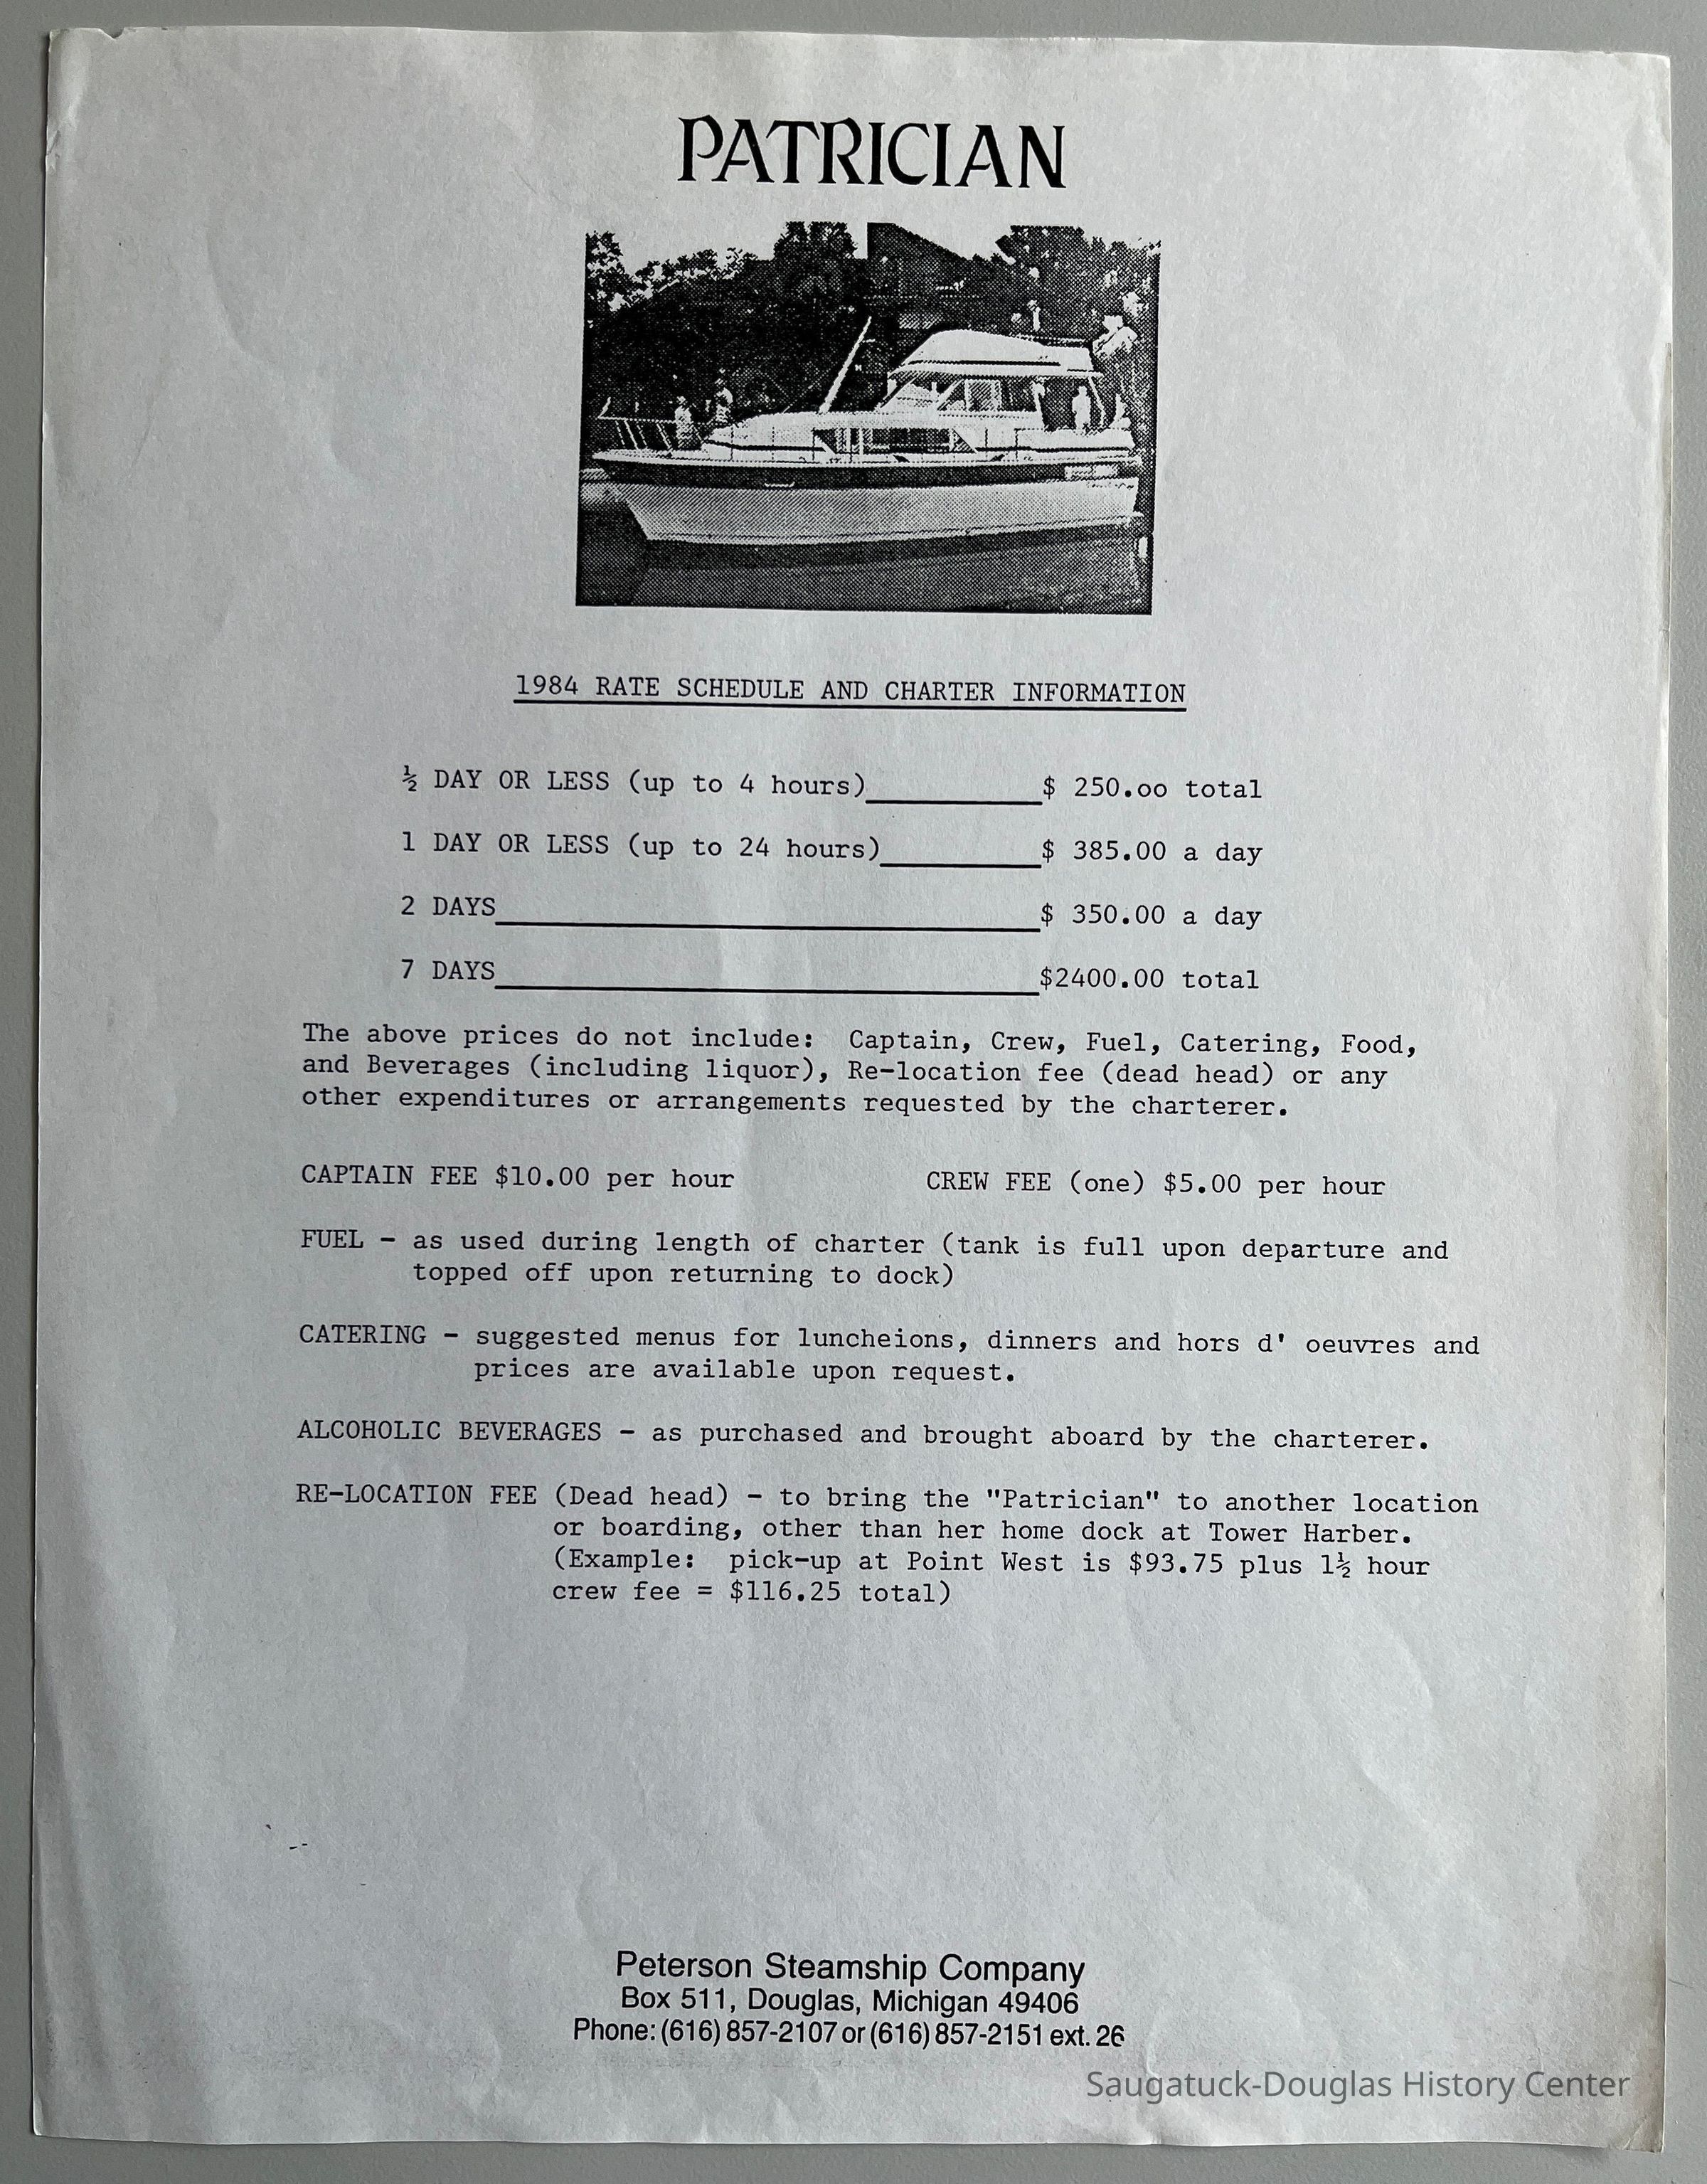 PATRICIAN
1984 RATE SCHEDULE AND CHARTER INFORMATION
½ DAY OR LESS (up to 4 hours)__________$ 250.oo total
1 DAY OR LESS (up to 24 hours)__________$ 385.00 a day
2 DAYS__________$ 350.00 a day
7 DAYS__________$2400.00 total
The above prices do not include: Captain, Crew, Fuel, Catering, Food,
and Beverages (including liquor), Re-location fee (dead head) or any
other expenditures or arrangements requested by the charterer.
CAPTAIN FEE $10.00 per hour CREW FEE (one) $5.00 per hour
FUEL - as used during length of charter (tank is full upon departure and
topped off upon returning to dock)
CATERING - suggested menus for luncheions, dinners and hors d' oeuvres and
prices are available upon request.
ALCOHOLIC BEVERAGES - as purchased and brought aboard by the charterer.
RE-LOCATION FEE (Dead head) - to bring the "Patrician" to another location
or boarding, other than her home dock at Tower Harber.
(Example: pick-up at Point West is $93.75 plus 1½ hour
crew fee = $116.25 total)
Peterson Steamship Company
Box 511, Douglas, Michigan 49406
Phone: (616) 857-2107 or (616) 857-2151 ext. 26
Saugatuck-Douglas History Center